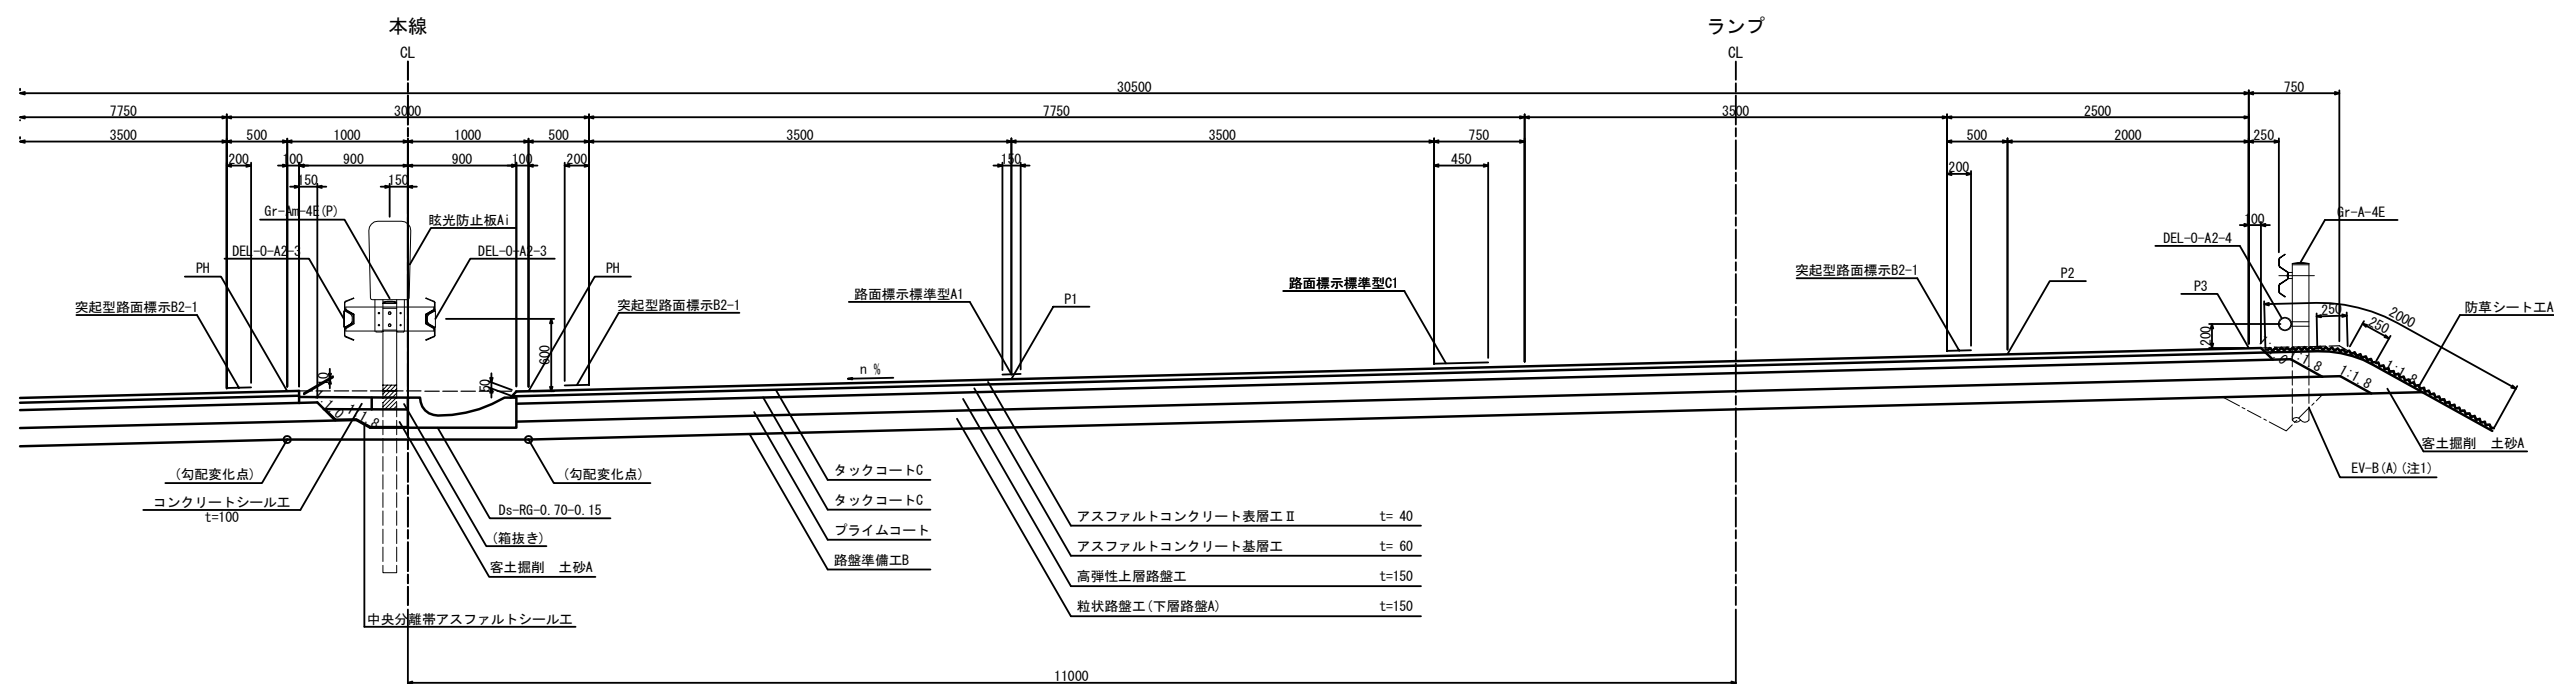 本線
ランプ
CL
CL
30500
750
7750
3000
7750
3500
2500
3500
500
1000
1000
500
3500
3500
750
500
2000
250
200
100
900
900
100
200
150
450
200
150
150
100
Gr-Am-4E(P)
眩光防止板Ai
Gr-A-4E
DEL-O-A2-3
DEL-O-A2-3
DEL-O-A2-4
PH
PH
突起型路面標示B2-1
P2
路面標示標準型C1
P3
路面標示標準型A1
P1
突起型路面標示B2-1
突起型路面標示B2-1
防草シート工A
250
250
2000
200
600
50
n %
1:1.8
1:1.8
(勾配変化点)
(勾配変化点)
タックコートC
客土掘削 土砂A
EV-B(A)(注1)
コンクリートシール工
t=100
タックコートC
Ds-RG-0.70-0.15
アスファルトコンクリート表層工Ⅱ t= 40
プライムコート
(箱抜き)
アスファルトコンクリート基層工 t= 60
路盤準備工B
客土掘削 土砂A
高弾性上層路盤工 t=150
粒状路盤工(下層路盤A) t=150
中央分離帯アスファルトシール工
11000